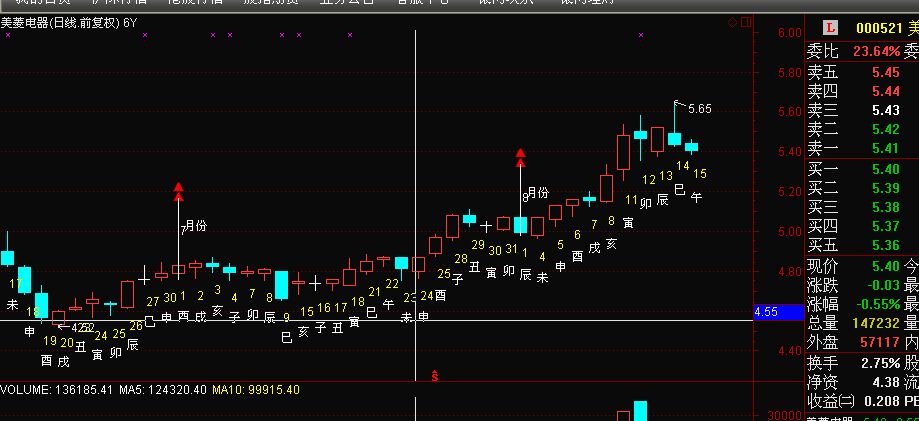 美菱电器(日线.前复权) 6Y
L 000521 美
委比 23.64% 委
卖五 5.45
卖四 5.44
卖三 5.43
卖二 5.42
卖一 5.41
买一 5.40
买二 5.39
买三 5.38
买四 5.37
买五 5.36
现价 5.40 今
涨跌 -0.03 最
涨幅 -0.55% 最
总量 147232 量
外盘 57117 内
换手 2.75% 股
净资 4.38 流
收益㈡ 0.208 PE
6.00
5.80
5.60
5.40
5.20
5.00
4.80
4.60
4.55
4.40
30000
5.65
7月份
8月份
17 18 19 20 24 25 26 27 30 1 2 3 4 7 8 9 10 15 16 17 18 21 22 23 24 25 28 29 30 31 1 4 5 6 7 8 11 12 13 14 15
未 申 酉 戌 丑 寅 卯 辰 巳 申 酉 戌 亥 子 卯 辰 巳 亥 子 丑 寅 巳 午 未 申 酉 子 丑 寅 卯 辰 未 申 酉 戌 亥 寅 卯 辰 巳 午
S
VOLUME: 136185.41 MA5: 124320.40 MA10: 99915.40